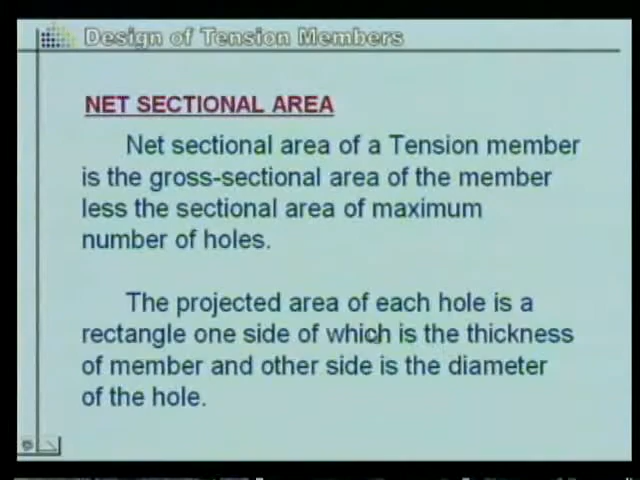 Design of Tension Members
NET SECTIONAL AREA
Net sectional area of a Tension member
is the gross-sectional area of the member
less the sectional area of maximum
number of holes.
The projected area of each hole is a
rectangle one side of which is the thickness
of member and other side is the diameter
of the hole.